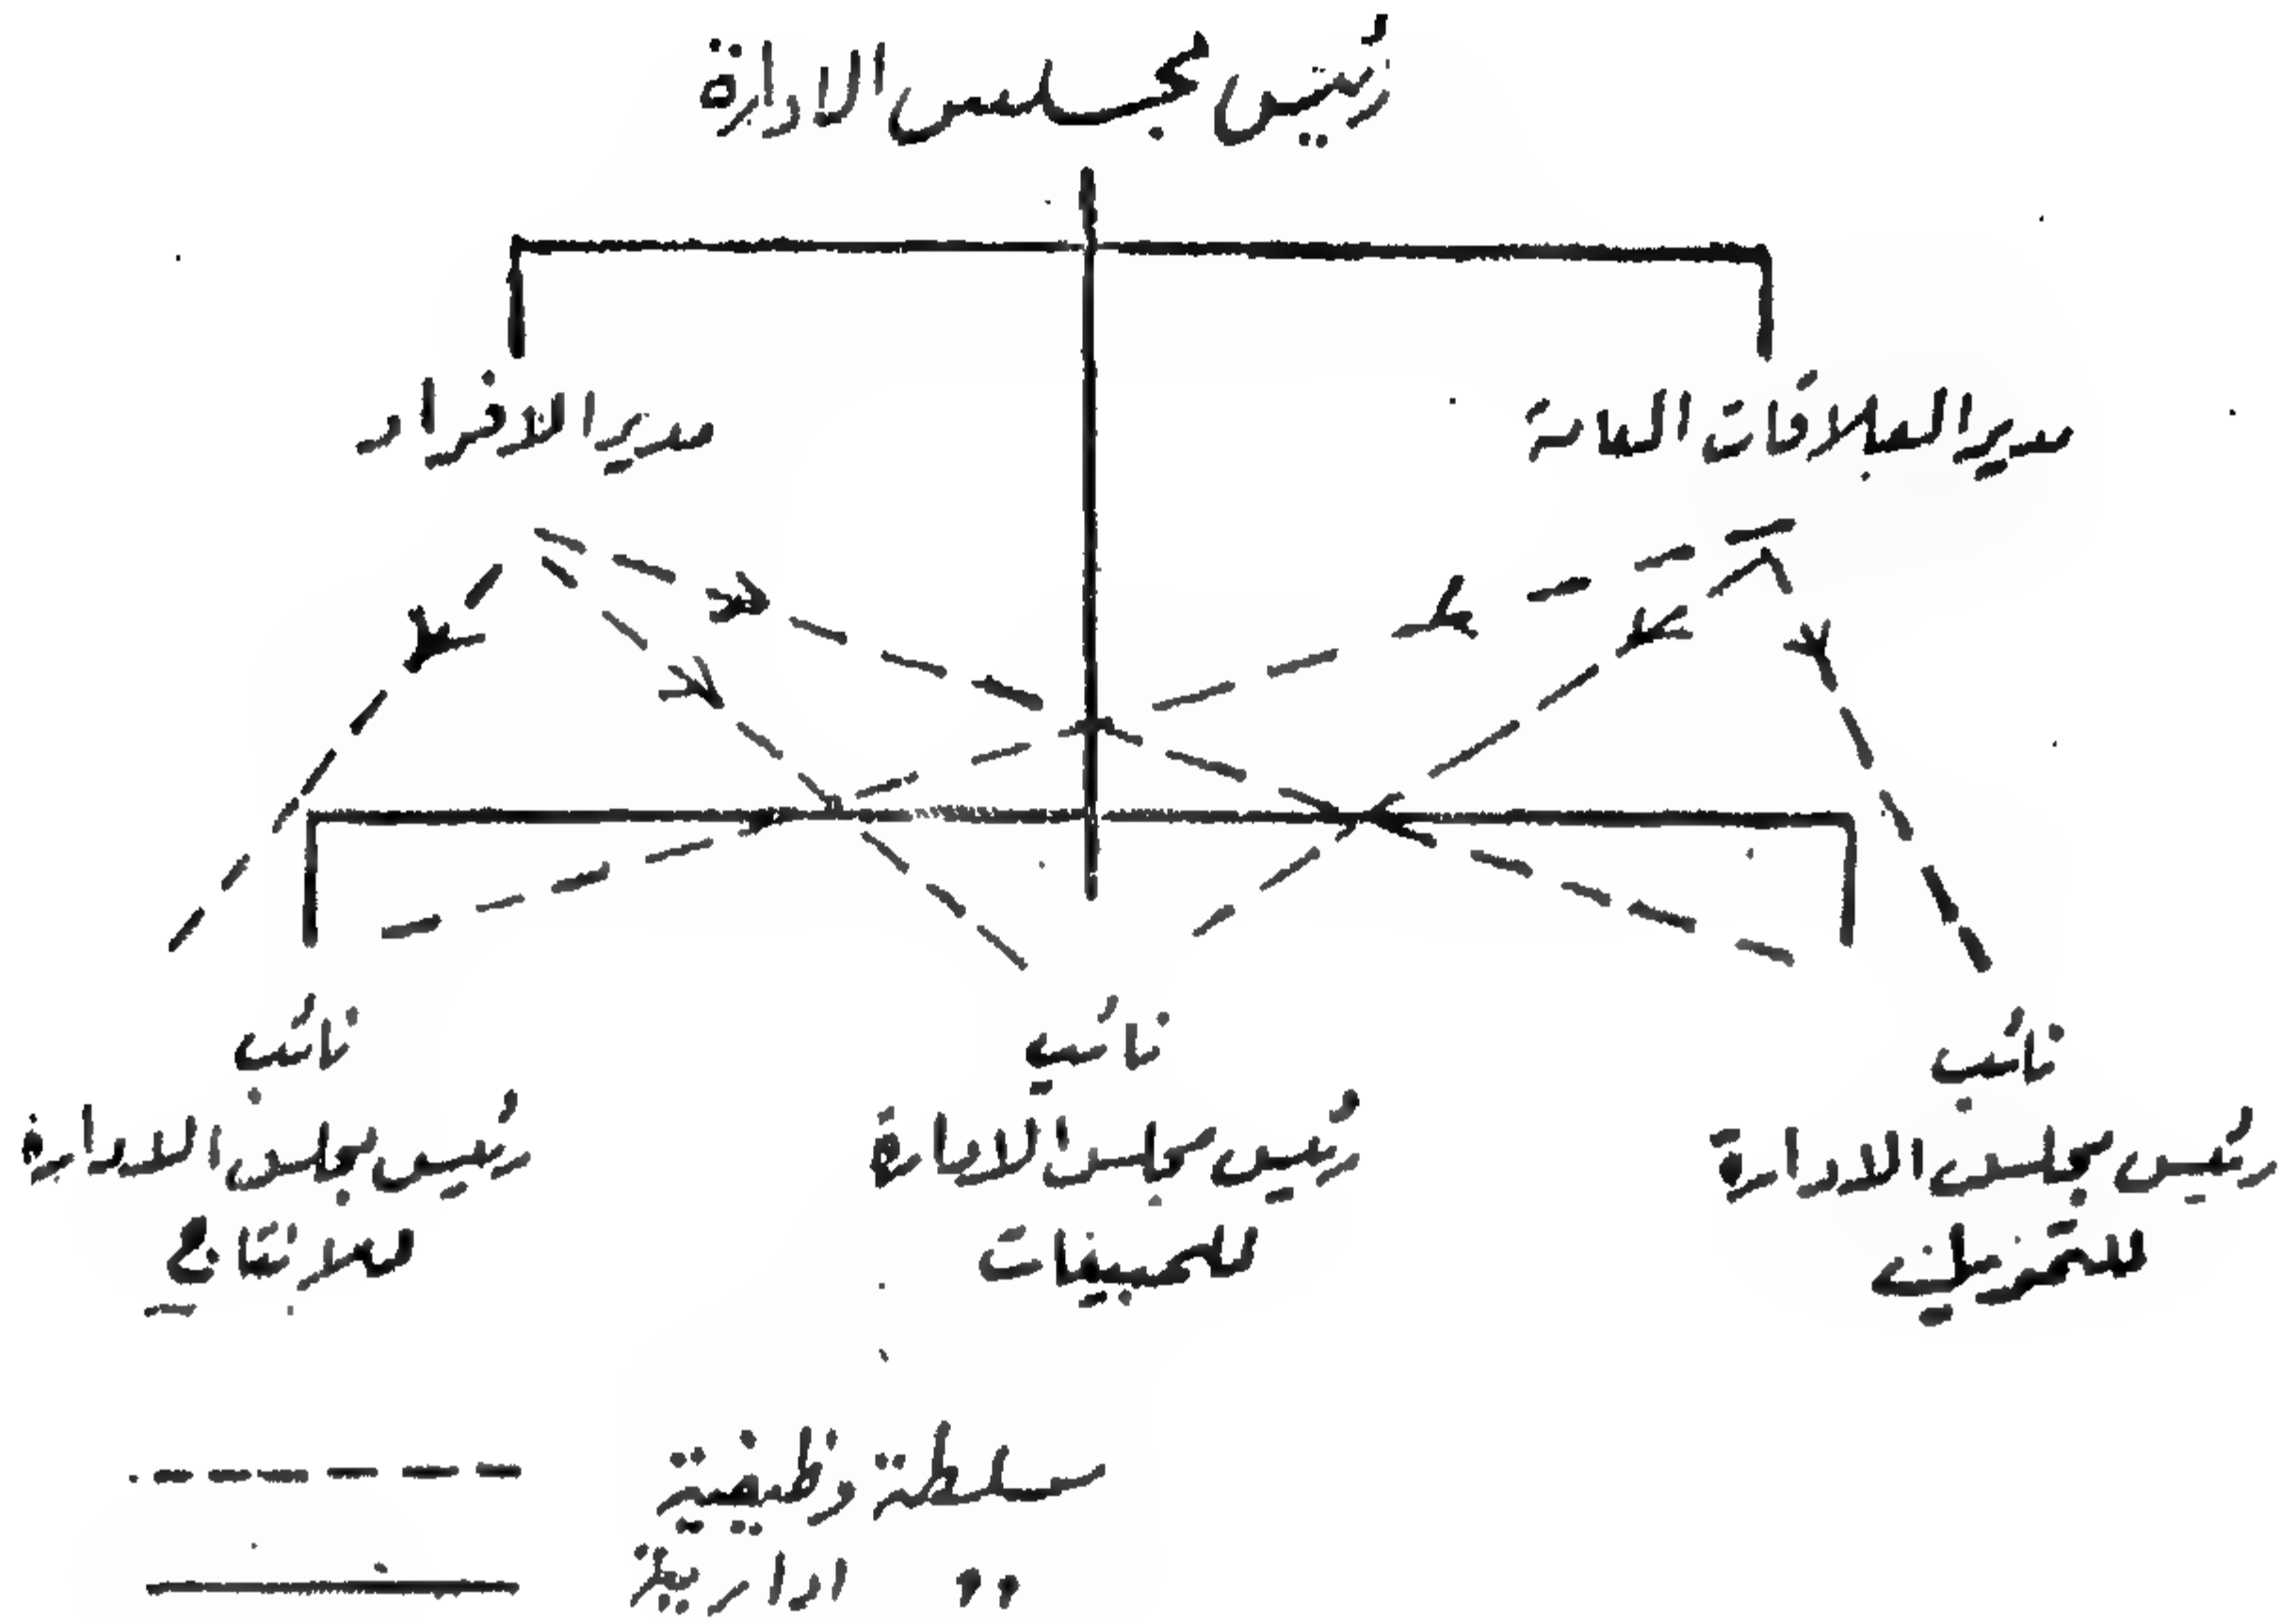 رئيس مجلس الادارة
مدير العلاقات العامة
مدير الافراد
نائب
رئيس مجلس الادارة
للتمويل
نائب
رئيس مجلس الادارة
للمبيعات
نائب
رئيس مجلس الادارة
للانتاج
سلطة وظيفية
,, ادارية